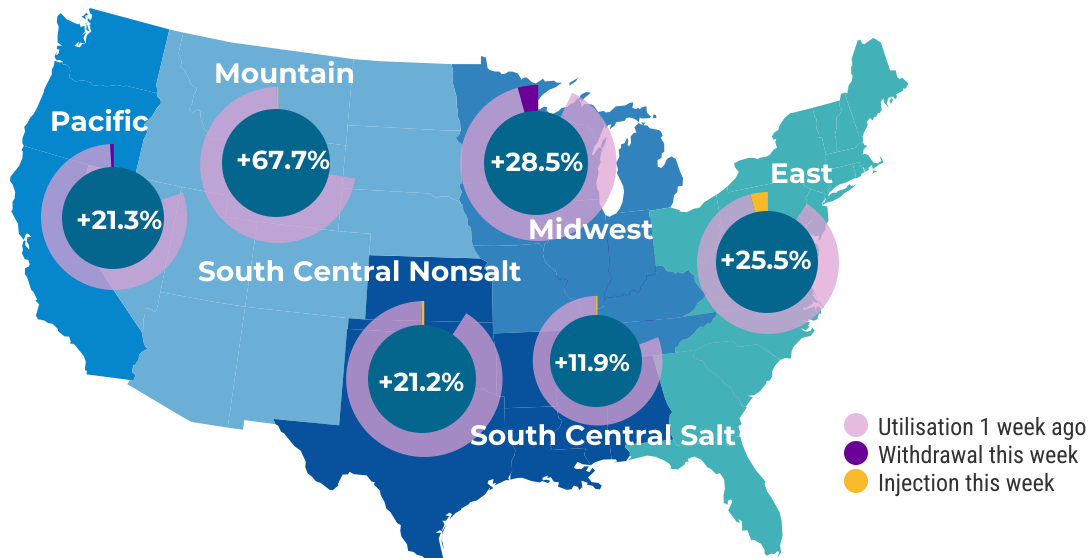 Mountain
Pacific
+67.7%
+28.5%
East
+21.3%
Midwest
+25.5%
South Central Nonsalt
+21.2%
+11.9%
South Central Salt
Utilisation 1 week ago
Withdrawal this week
Injection this week